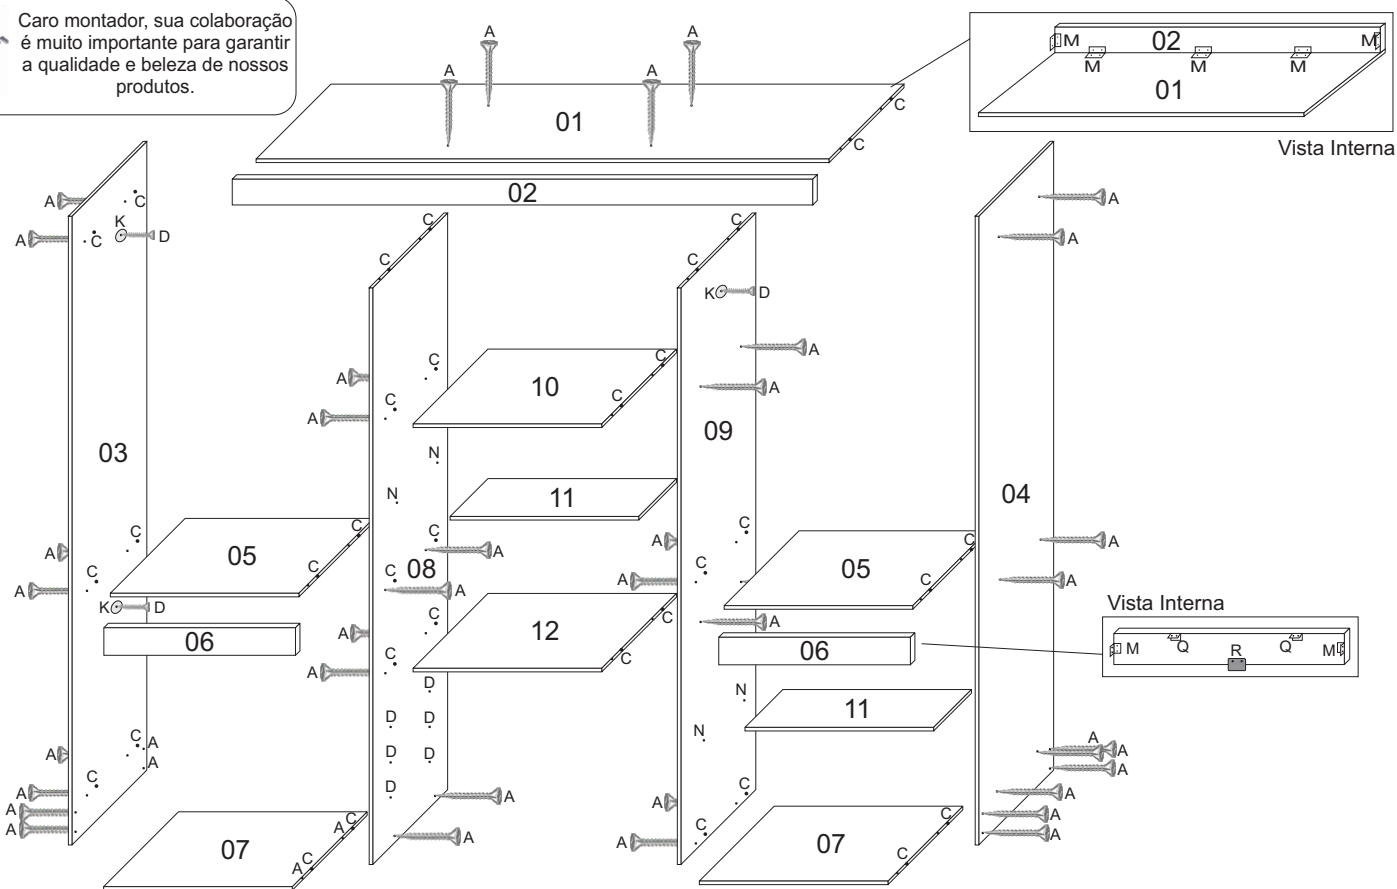 Caro montador, sua colaboração
é muito importante para garantir
a qualidade e beleza de nossos
produtos.
A
A
A
A
01
C
C
02
M
02
M
M
M
M
01
Vista Interna
A
C
A
C
K
D
03
A
C
A
C
K
D
A
C
A
A
A
C
A
A
05
C
C
06
07
A
C
A
C
C
C
A
C
A
C
N
N
C
A
C
08
A
A
C
A
C
D
D
D
D
D
D
A
A
10
C
C
11
12
C
C
C
C
K
D
A
A
09
A
C
A
C
A
N
N
A
C
A
C
05
C
C
06
11
07
C
C
A
A
04
A
A
A
A
A
A
A
A
Vista Interna
M
Q
R
Q
M